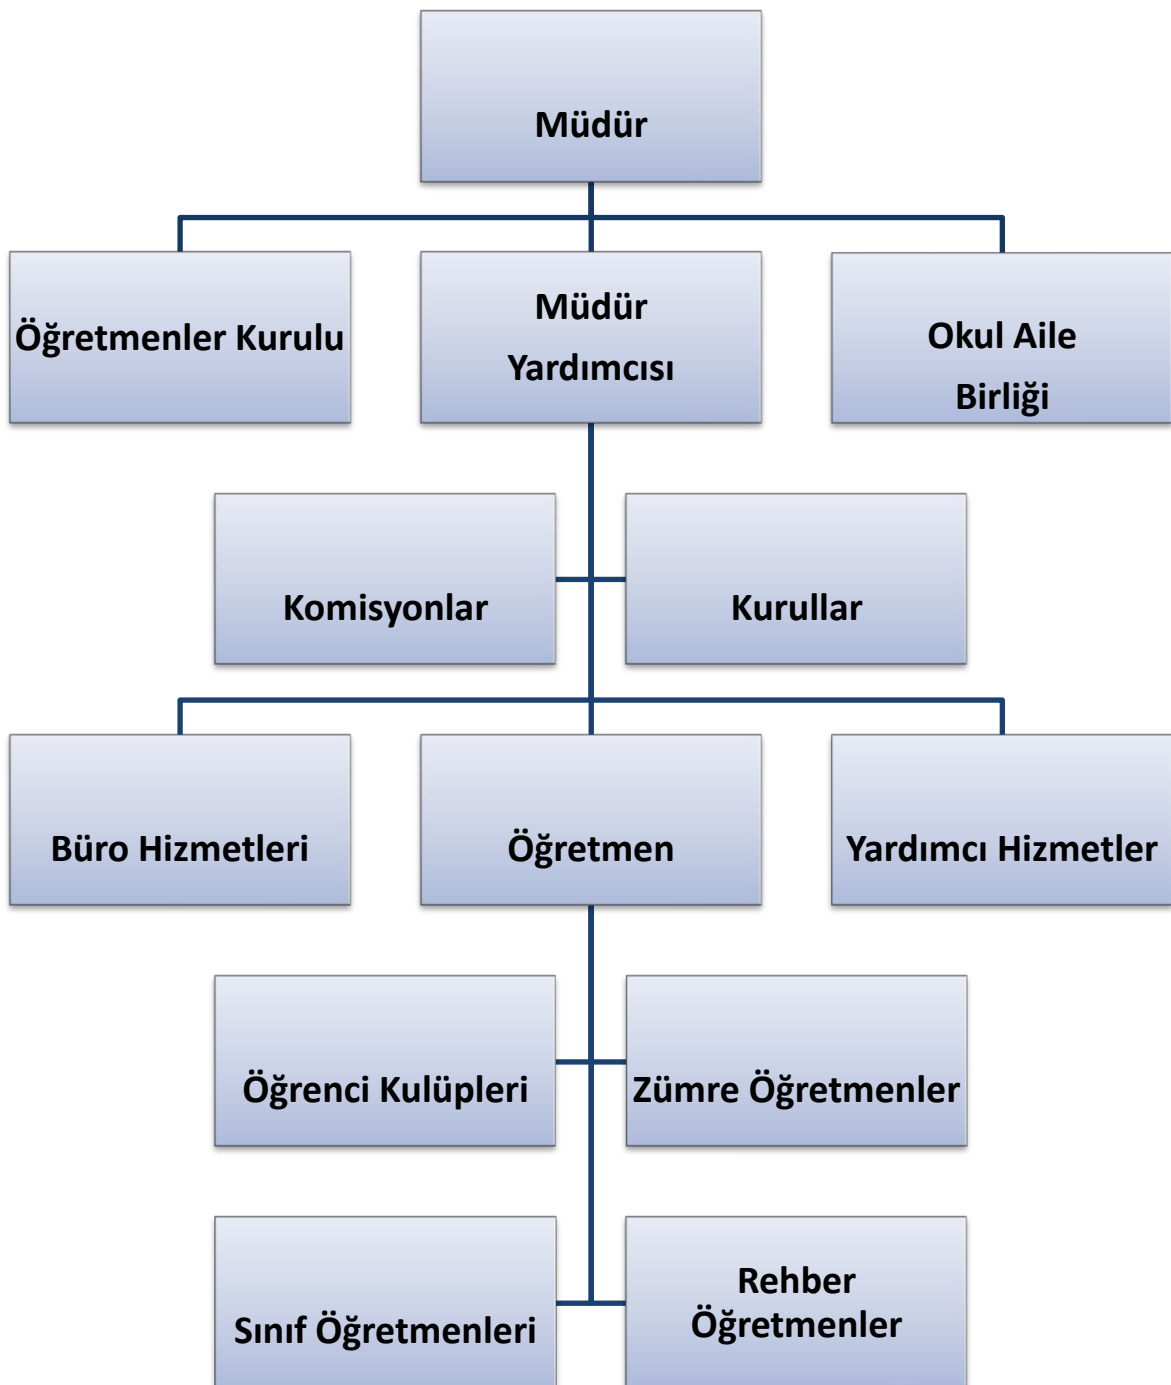 Müdür
Öğretmenler Kurulu
Müdür
Yardımcısı
Okul Aile
Birliği
Komisyonlar
Kurullar
Büro Hizmetleri
Öğretmen
Yardımcı Hizmetler
Öğrenci Kulüpleri
Zümre Öğretmenler
Sınıf Öğretmenleri
Rehber
Öğretmenler